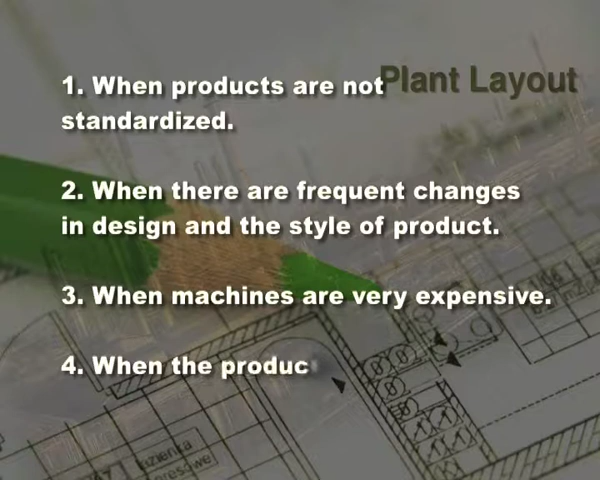 Plant Layout
1. When products are not
standardized.
2. When there are frequent changes
in design and the style of product.
3. When machines are very expensive.
4. When the produc